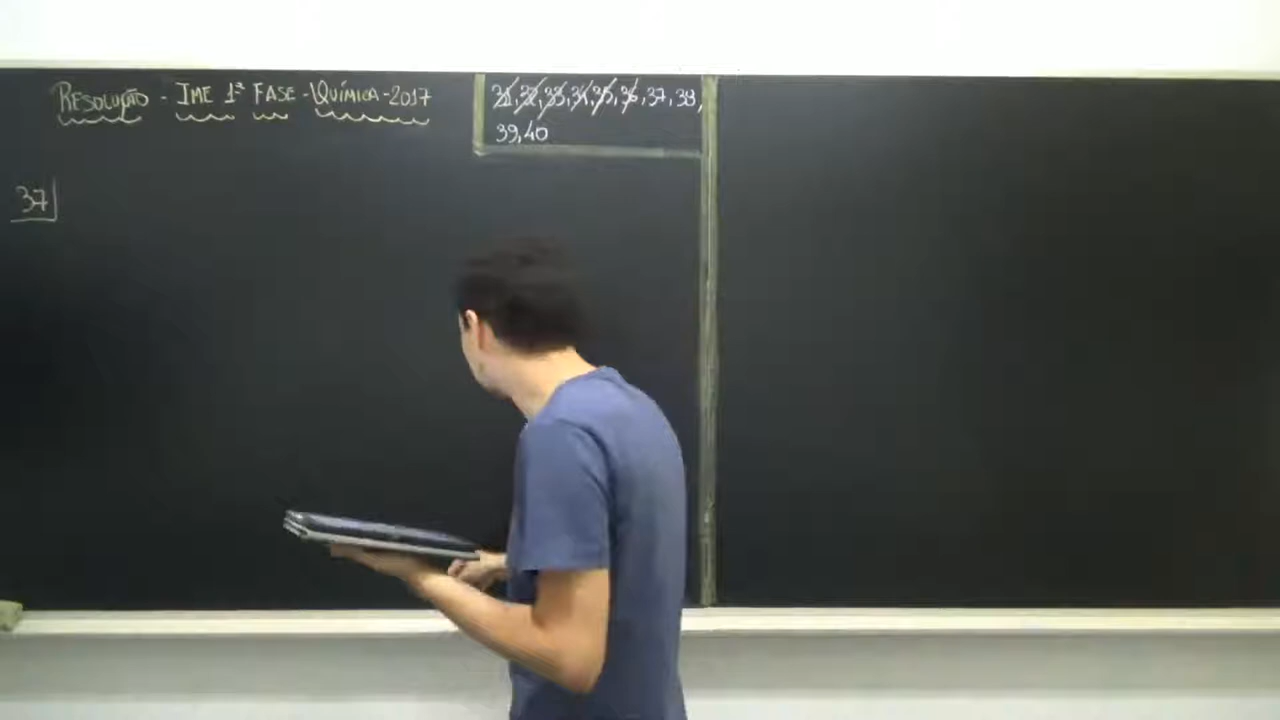 Resolução - IME 1ª Fase - Química - 2017
31, 32, 33, 34, 35, 36, 37, 38,
39, 40
37